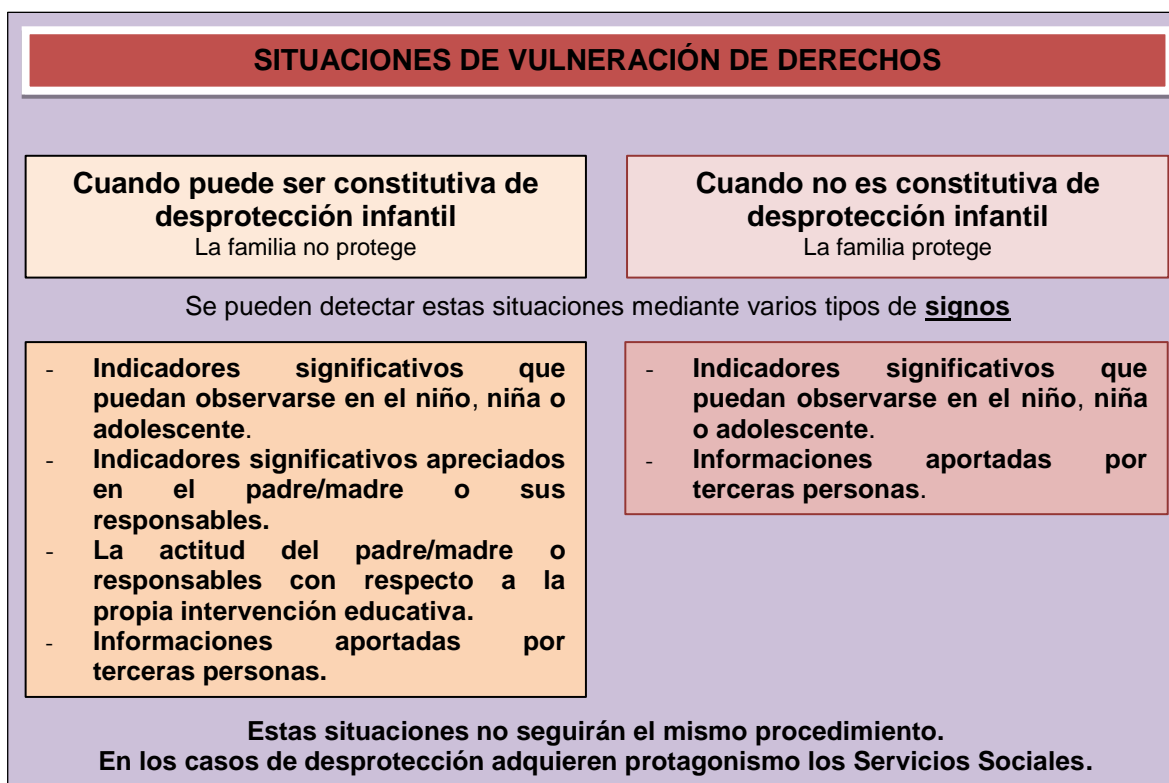 SITUACIONES DE VULNERACIÓN DE DERECHOS
Cuando puede ser constitutiva de
desprotección infantil
La familia no protege
Cuando no es constitutiva de
desprotección infantil
La familia protege
Se pueden detectar estas situaciones mediante varios tipos de signos
- Indicadores significativos que
puedan observarse en el niño, niña o
adolescente.
- Indicadores significativos apreciados
en el padre/madre o sus
responsables.
- La actitud del padre/madre o
responsables con respecto a la
propia intervención educativa.
- Informaciones aportadas por
terceras personas.
- Indicadores significativos que
puedan observarse en el niño, niña
o adolescente.
- Informaciones aportadas por
terceras personas.
Estas situaciones no seguirán el mismo procedimiento.
En los casos de desprotección adquieren protagonismo los Servicios Sociales.